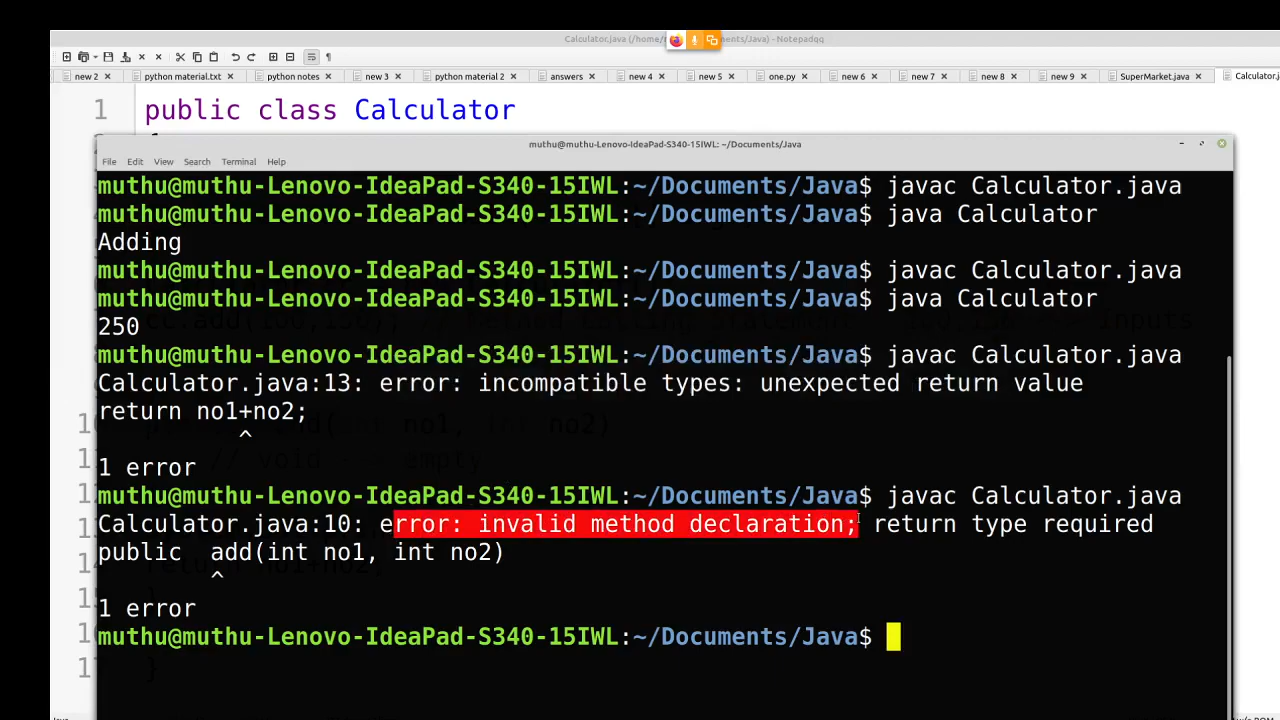 Calculator.java (/home/
ments/Java) - Notepadqq
new 2
python material.txt
python notes
new 3
python material 2
answers
new 4
new 5
one.py
new 6
new 7
new 8
new 9
SuperMarket.java
Calculator.j
1 public class Calculator
muthu@muthu-Lenovo-IdeaPad-S340-15IWL: ~/Documents/Java
File Edit View Search Terminal Help
muthu@muthu-Lenovo-IdeaPad-S340-15IWL:~/Documents/Java$ javac Calculator.java
muthu@muthu-Lenovo-IdeaPad-S340-15IWL:~/Documents/Java$ java Calculator
Adding
muthu@muthu-Lenovo-IdeaPad-S340-15IWL:~/Documents/Java$ javac Calculator.java
muthu@muthu-Lenovo-IdeaPad-S340-15IWL:~/Documents/Java$ java Calculator
250
muthu@muthu-Lenovo-IdeaPad-S340-15IWL:~/Documents/Java$ javac Calculator.java
Calculator.java:13: error: incompatible types: unexpected return value
return no1+no2;
^
1 error
muthu@muthu-Lenovo-IdeaPad-S340-15IWL:~/Documents/Java$ javac Calculator.java
Calculator.java:10: error: invalid method declaration; return type required
public  add(int no1, int no2)
^
1 error
muthu@muthu-Lenovo-IdeaPad-S340-15IWL:~/Documents/Java$
17 }